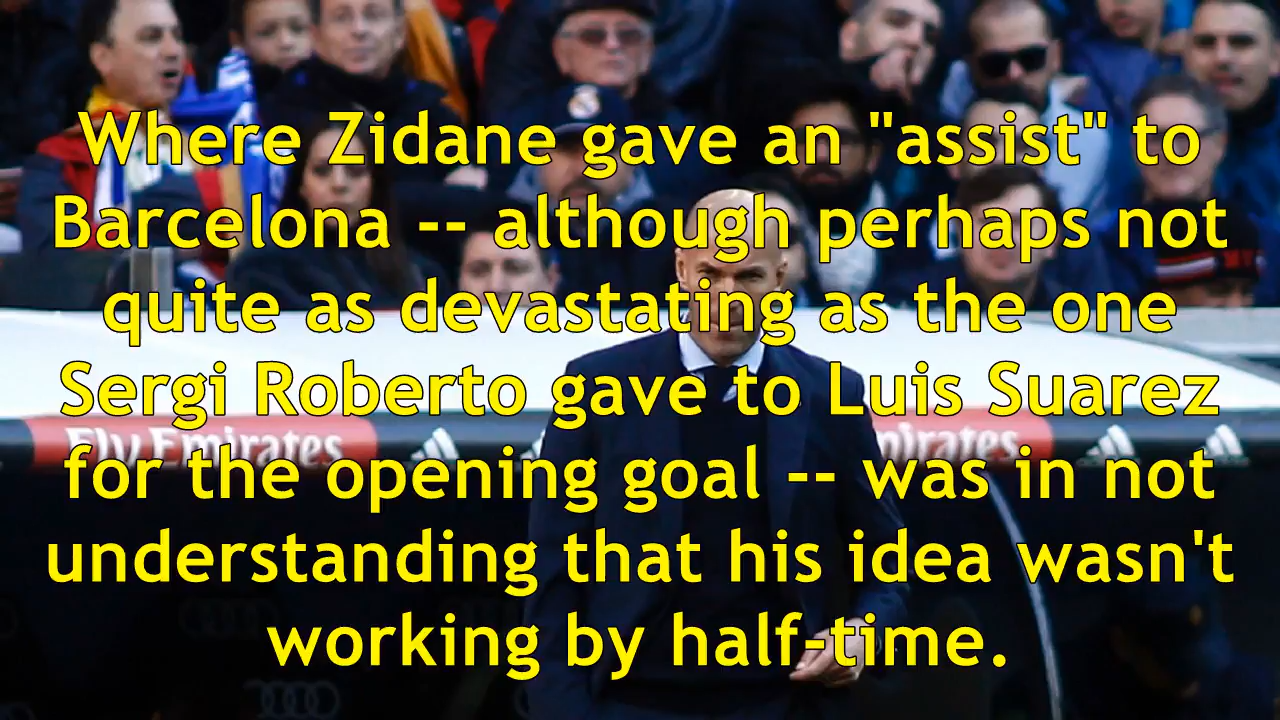 Where Zidane gave an "assist" to
Barcelona -- although perhaps not
quite as devastating as the one
Sergi Roberto gave to Luis Suarez
for the opening goal -- was in not
understanding that his idea wasn't
working by half-time.
Fly Emirates